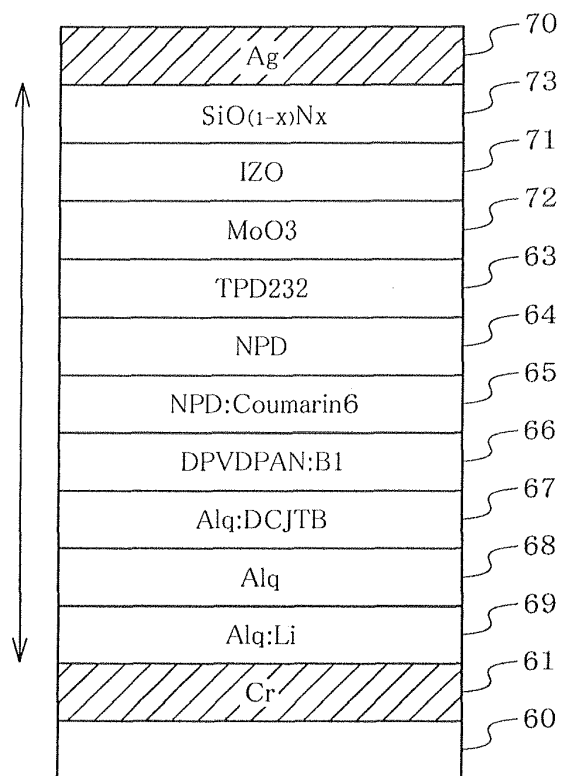 Ag 70
SiO(1-x)Nx 73
IZO 71
MoO3 72
TPD232 63
NPD 64
NPD:Coumarin6 65
DPVDPAN:B1 66
Alq:DCJTB 67
Alq 68
Alq:Li 69
Cr 61
60